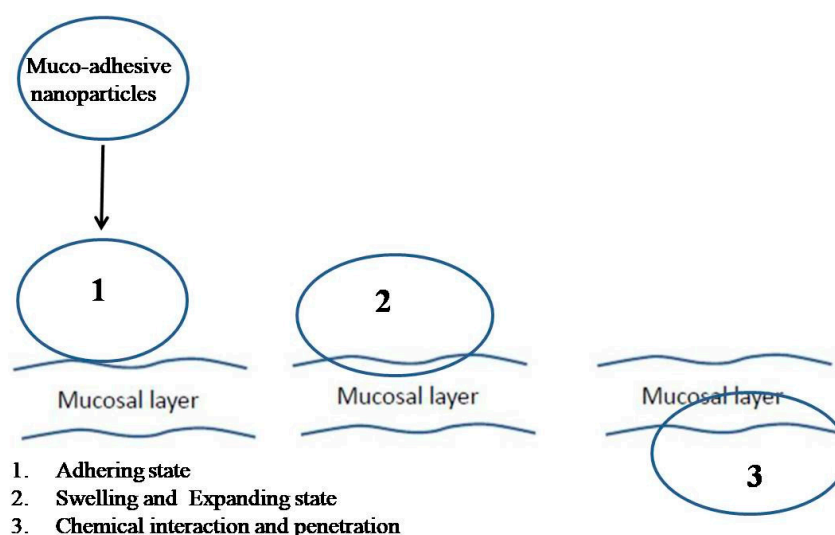 Muco-adhesive
nanoparticles
1
2
3
Mucosal layer
Mucosal layer
Mucosal layer
1. Adhering state
2. Swelling and Expanding state
3. Chemical interaction and penetration